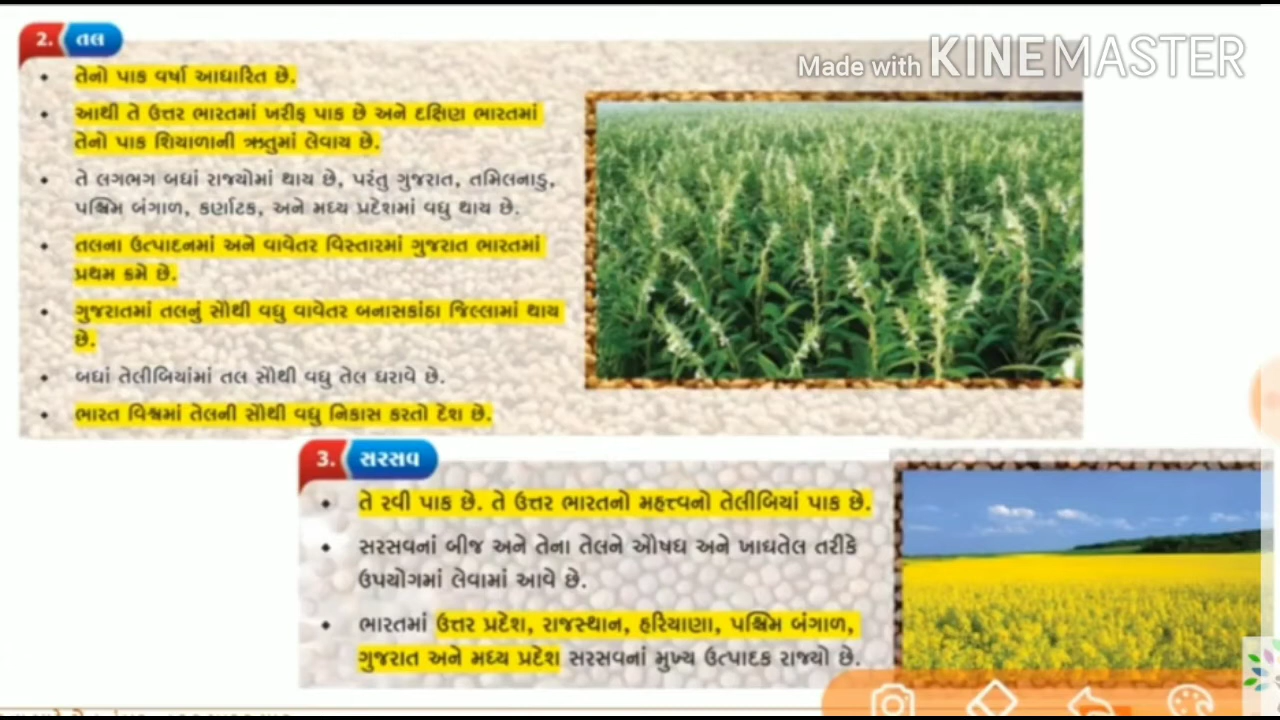 Made with KINEMASTER
2. તલ
• તેનો પાક વર્ષા આધારિત છે.
• આથી તે ઉત્તર ભારતમાં ખરીફ પાક છે અને દક્ષિણ ભારતમાં
તેનો પાક શિયાળાની ઋતુમાં લેવાય છે.
• તે લગભગ બધાં રાજ્યોમાં થાય છે, પરંતુ ગુજરાત, તમિલનાડુ,
પશ્ચિમ બંગાળ, કર્ણાટક, અને મધ્ય પ્રદેશમાં વધુ થાય છે.
• તલના ઉત્પાદનમાં અને વાવેતર વિસ્તારમાં ગુજરાત ભારતમાં
પ્રથમ ક્રમે છે.
• ગુજરાતમાં તલનું સૌથી વધુ વાવેતર બનાસકાંઠા જિલ્લામાં થાય
છે.
• બધાં તેલીબિયાંમાં તલ સૌથી વધુ તેલ ધરાવે છે.
• ભારત વિશ્વમાં તેલની સૌથી વધુ નિકાસ કરતો દેશ છે.
3. સરસવ
• તે રવી પાક છે. તે ઉત્તર ભારતનો મહત્ત્વનો તેલીબિયાં પાક છે.
• સરસવનાં બીજ અને તેના તેલને ઔષધ અને ખાદ્યતેલ તરીકે
ઉપયોગમાં લેવામાં આવે છે.
• ભારતમાં ઉત્તર પ્રદેશ, રાજસ્થાન, હરિયાણા, પશ્ચિમ બંગાળ,
ગુજરાત અને મધ્ય પ્રદેશ સરસવનાં મુખ્ય ઉત્પાદક રાજ્યો છે.